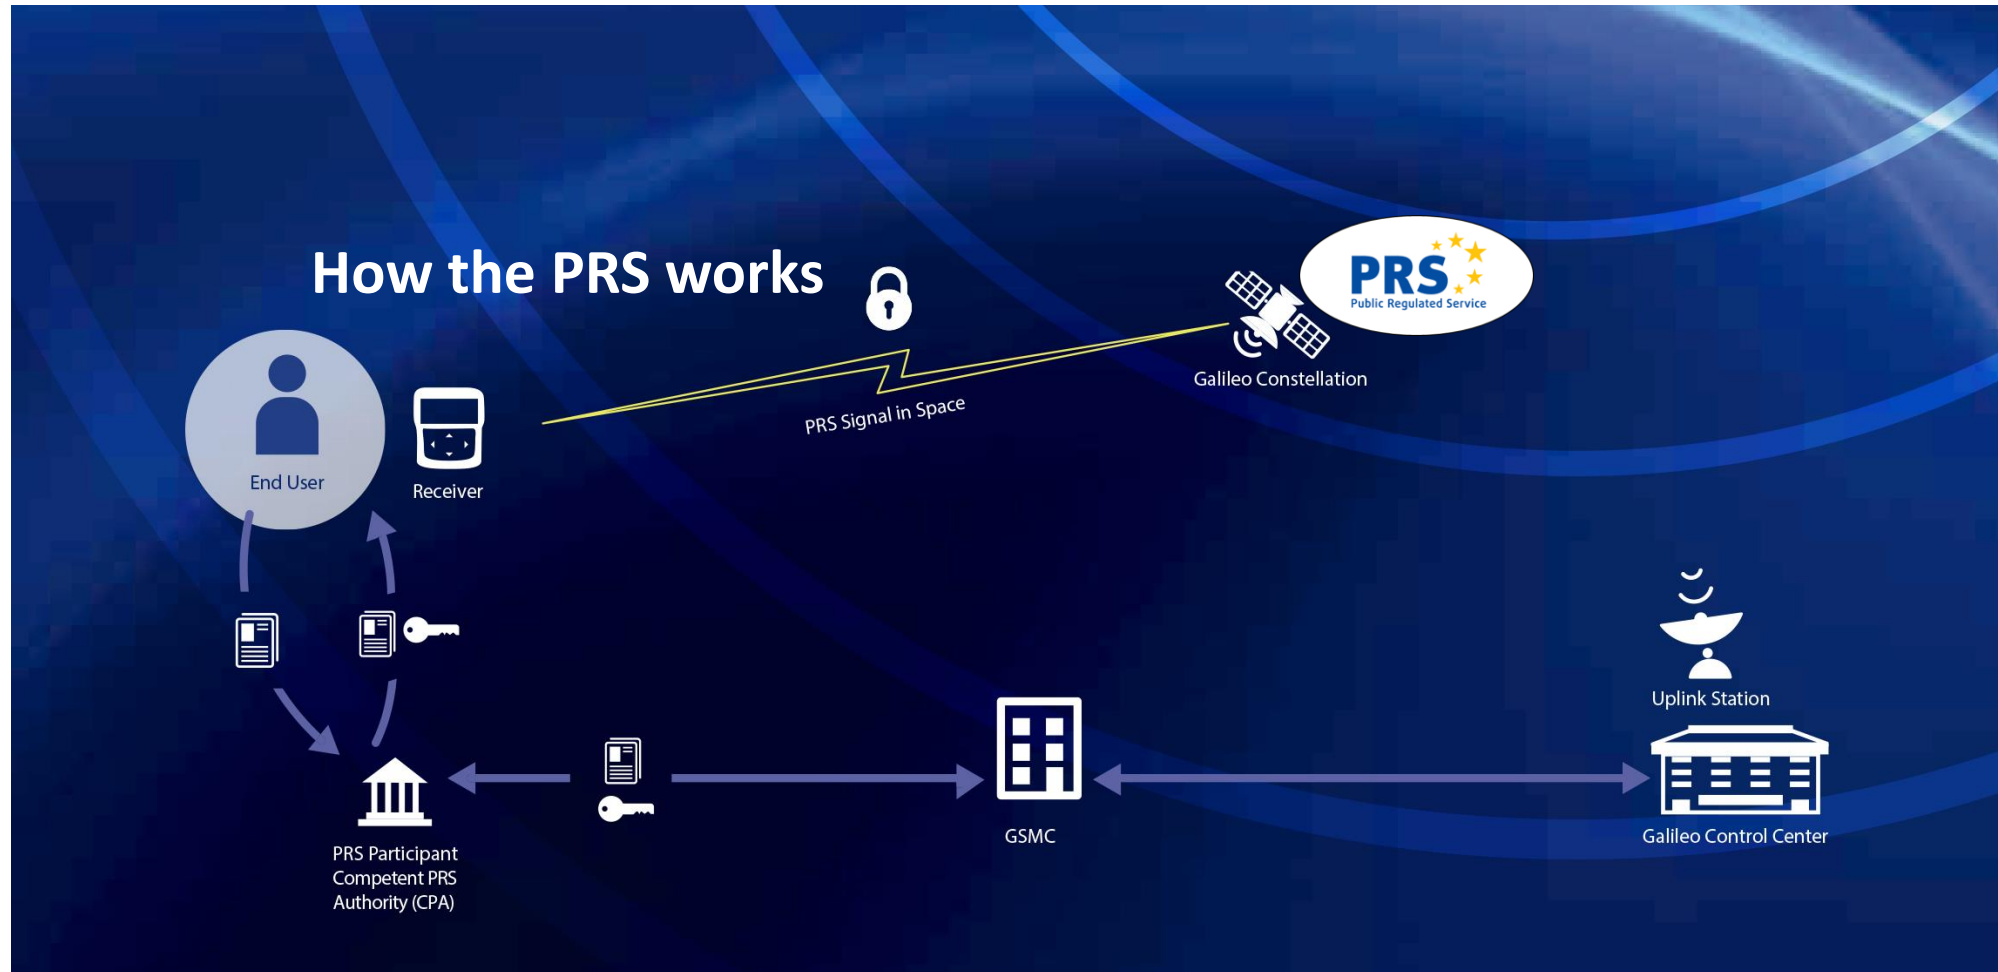 How the PRS works
PRS
Public Regulated Service
Galileo Constellation
PRS Signal in Space
End User
Receiver
Uplink Station
GSMC
Galileo Control Center
PRS Participant
Competent PRS
Authority (CPA)